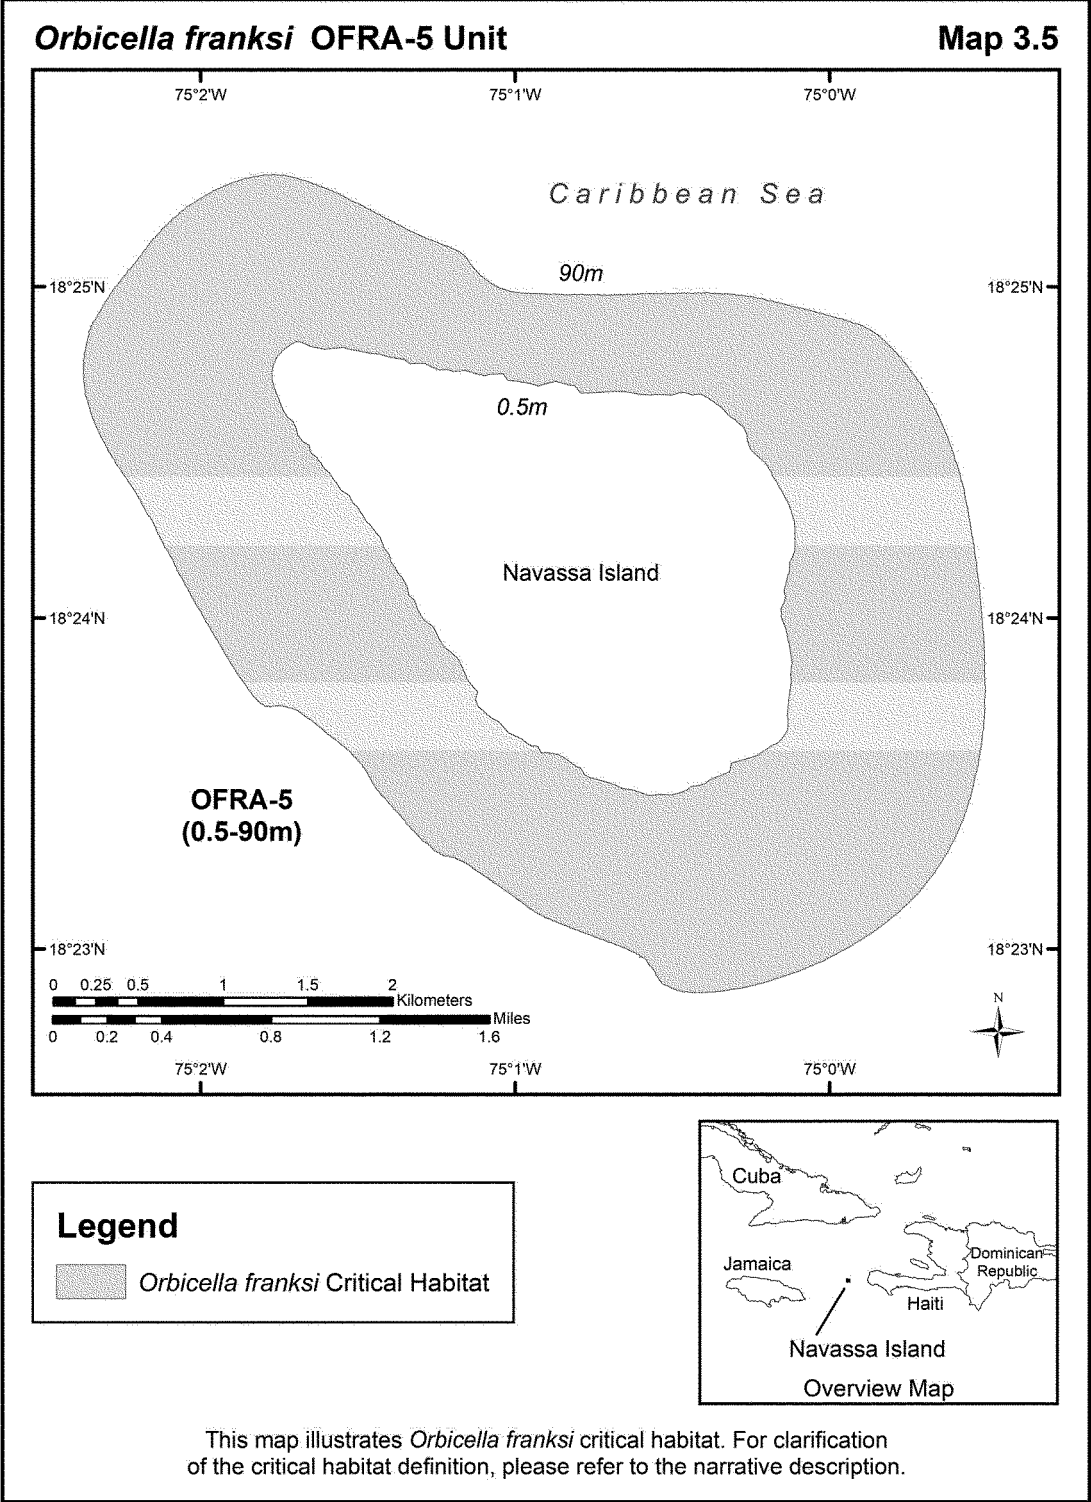 Orbicella franksi OFRA-5 Unit
Map 3.5
75°2'W 75°1'W 75°0'W
Caribbean Sea
90m
18°25'N 18°25'N
0.5m
Navassa Island
18°24'N 18°24'N
OFRA-5
(0.5-90m)
18°23'N 18°23'N
0 0.25 0.5 1 1.5 2
Kilometers
Miles
0 0.2 0.4 0.8 1.2 1.6
N
75°2'W 75°1'W 75°0'W
Legend
Orbicella franksi Critical Habitat
Cuba
Jamaica
Dominican
Republic
Haiti
Navassa Island
Overview Map
This map illustrates Orbicella franksi critical habitat. For clarification
of the critical habitat definition, please refer to the narrative description.